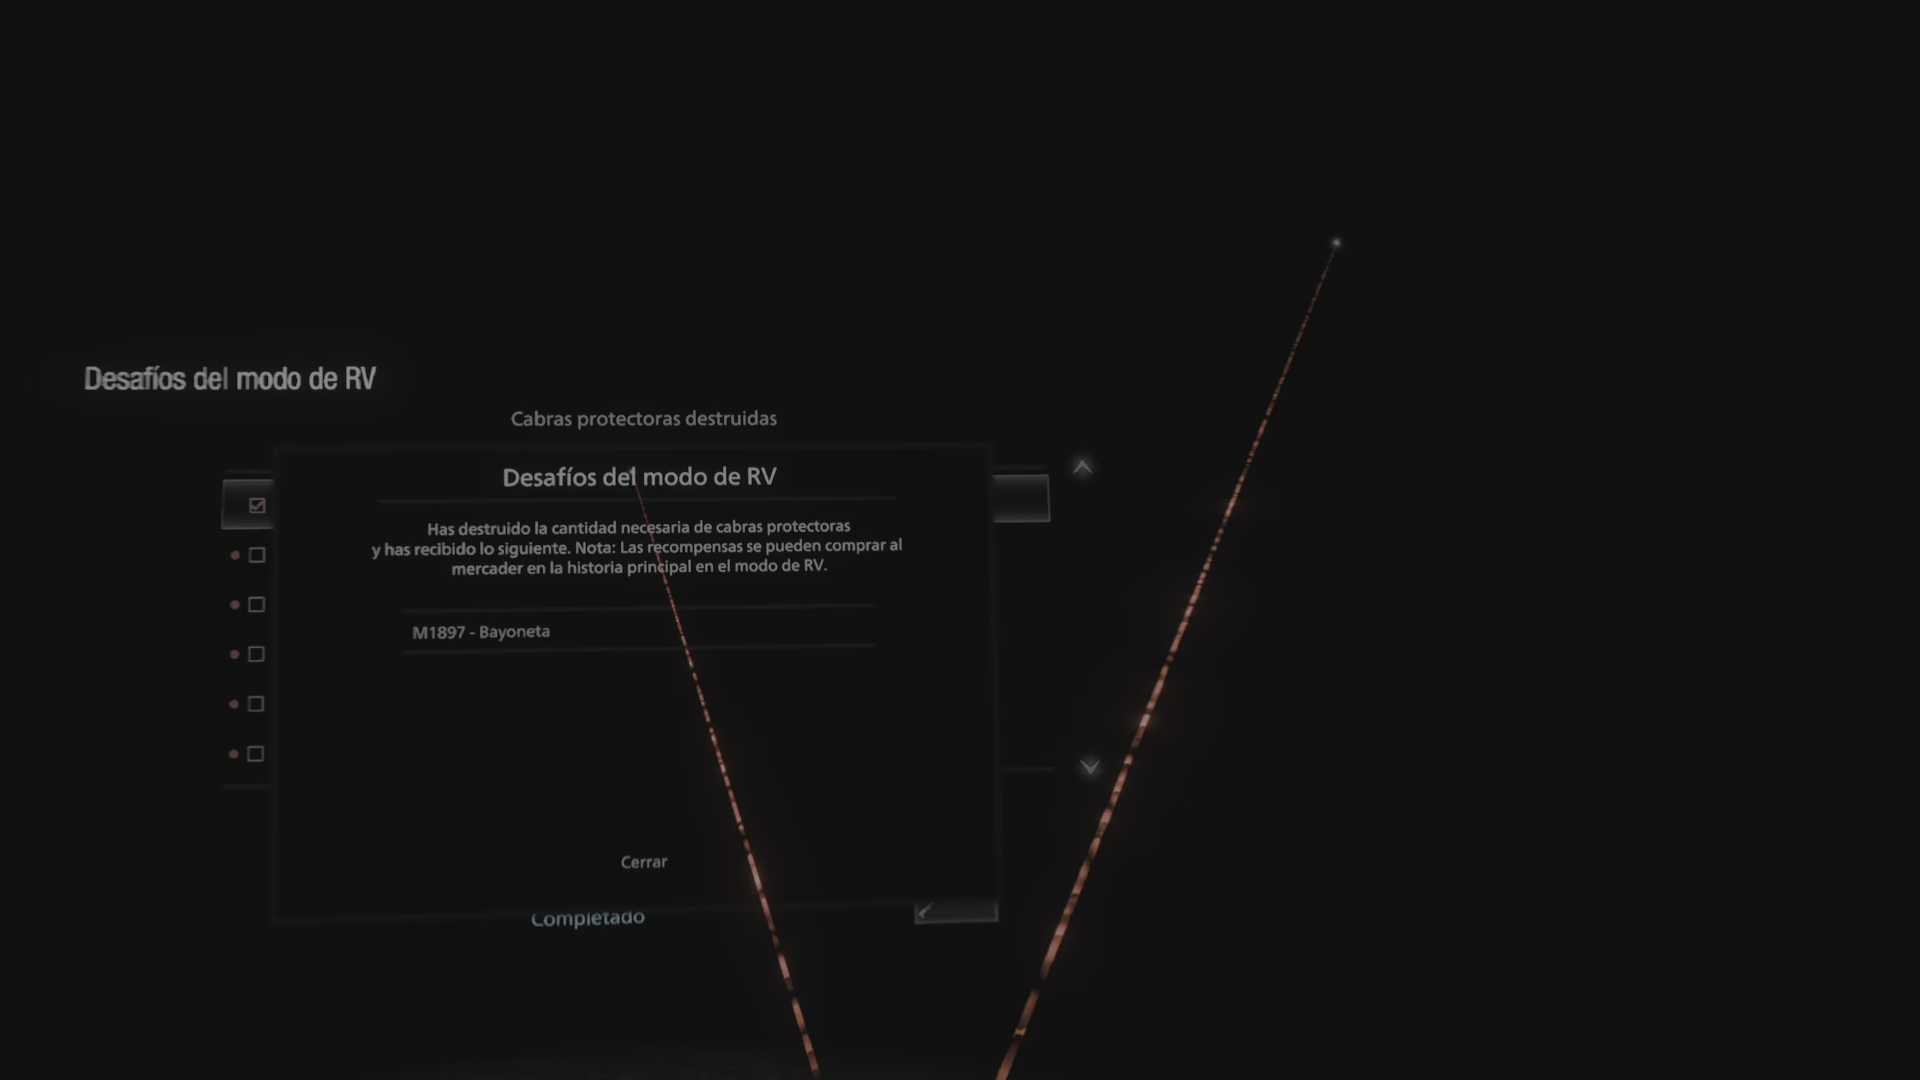 Desafíos del modo de RV
Cabras protectoras destruidas
Desafíos del modo de RV
Has destruido la cantidad necesaria de cabras protectoras
y has recibido lo siguiente. Nota: Las recompensas se pueden comprar al
mercader en la historia principal en el modo de RV.
M1897 - Bayoneta
Cerrar
Completado